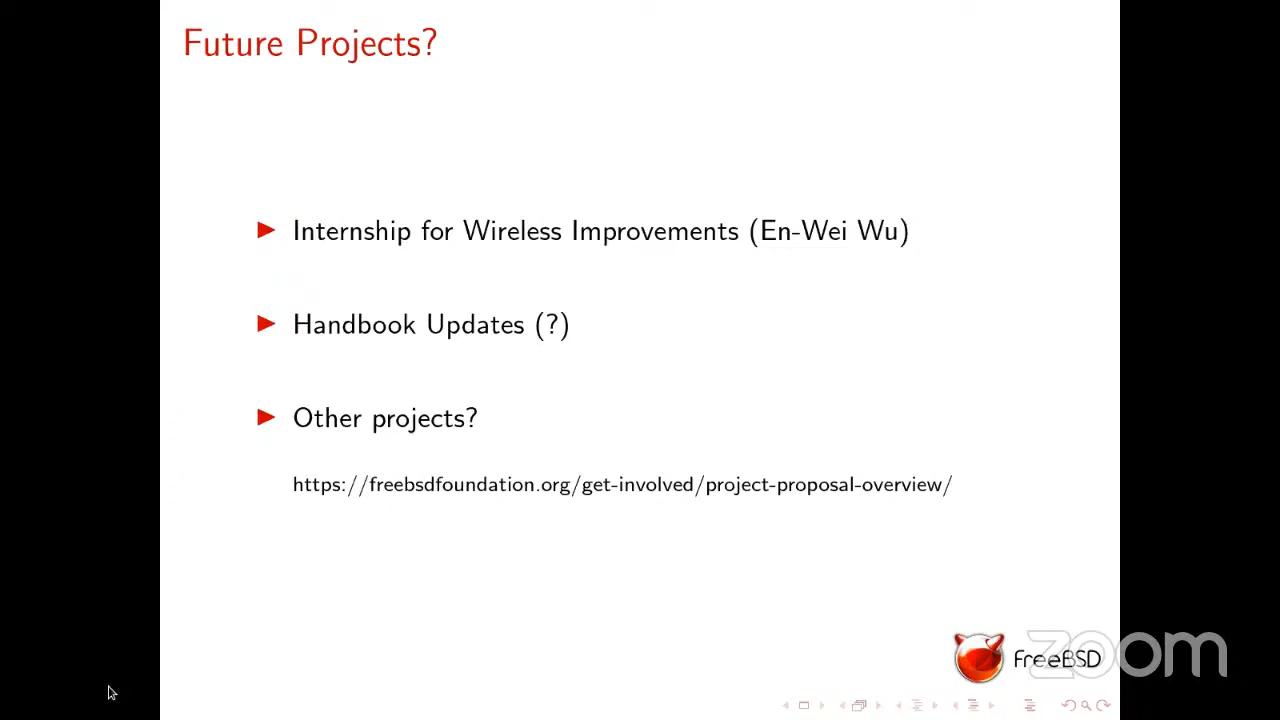 Future Projects?
Internship for Wireless Improvements (En-Wei Wu)
Handbook Updates (?)
Other projects?
https://freebsdfoundation.org/get-involved/project-proposal-overview/
FreeBSD
zoom